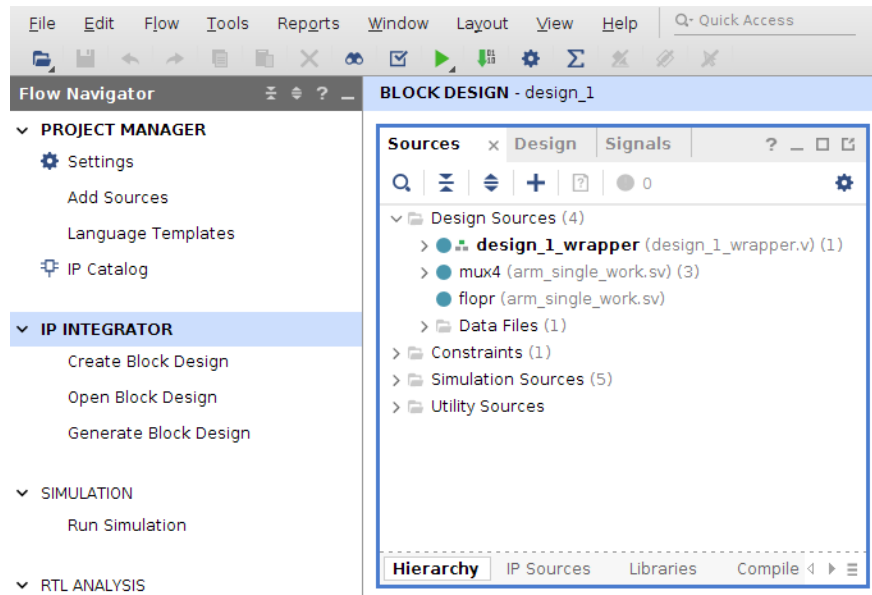 File Edit Flow Tools Reports Window Layout View Help Q- Quick Access
Flow Navigator ? _
BLOCK DESIGN - design_1
PROJECT MANAGER
Settings
Add Sources
Language Templates
IP Catalog
IP INTEGRATOR
Create Block Design
Open Block Design
Generate Block Design
SIMULATION
Run Simulation
RTL ANALYSIS
Sources × Design Signals ? _
0
Design Sources (4)
design_1_wrapper (design_1_wrapper.v) (1)
mux4 (arm_single_work.sv) (3)
flopr (arm_single_work.sv)
Data Files (1)
Constraints (1)
Simulation Sources (5)
Utility Sources
Hierarchy IP Sources Libraries Compile